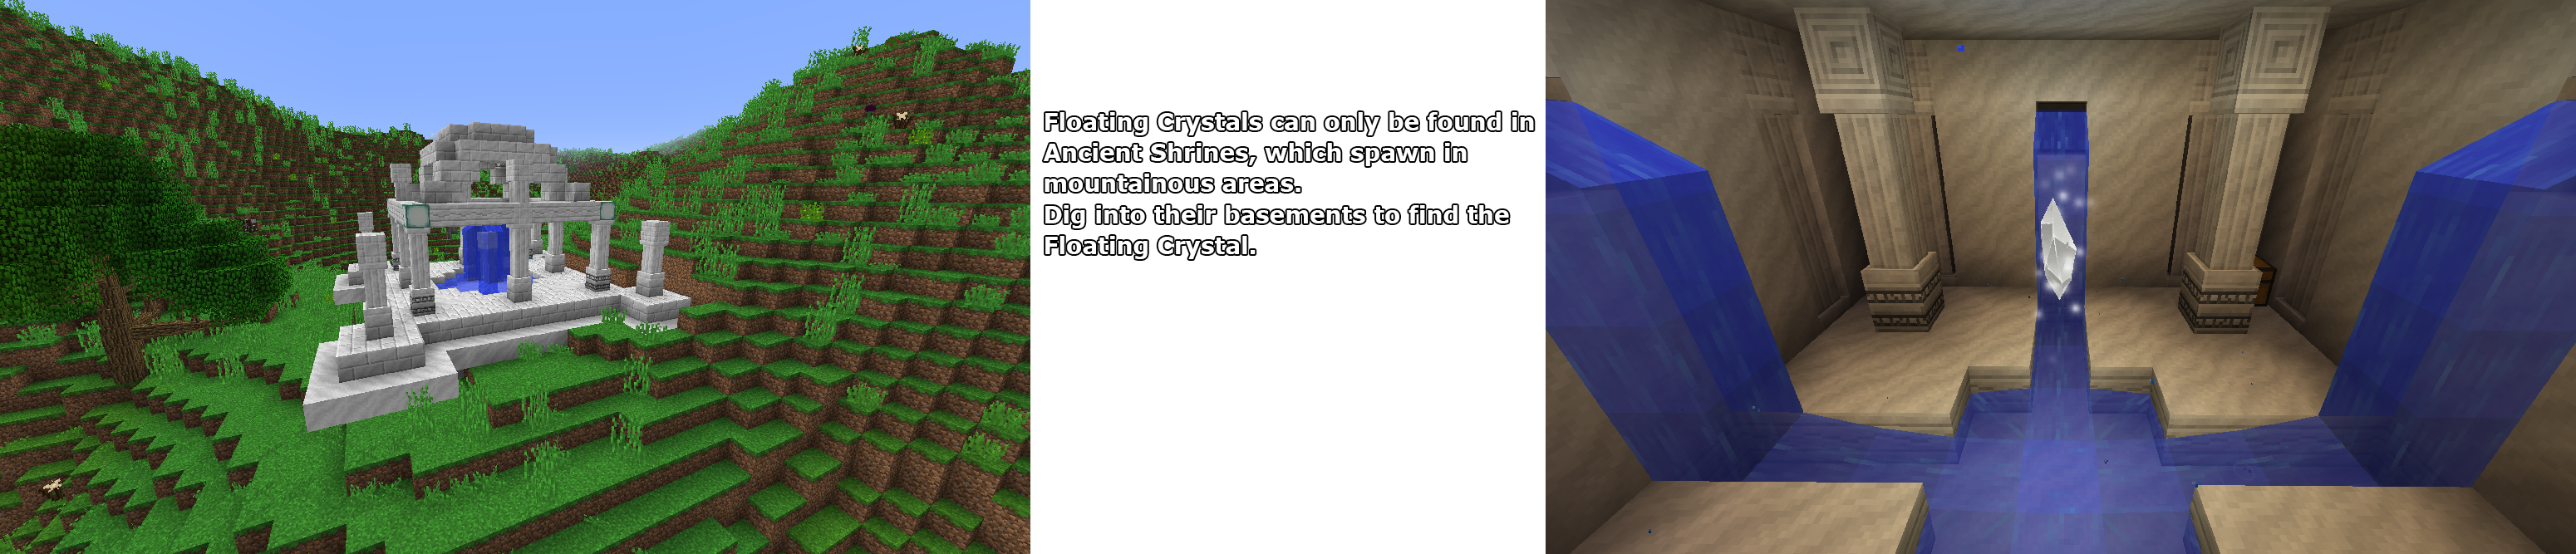 Floating Crystals can only be found in
Ancient Shrines, which spawn in
mountainous areas.
Dig into their basements to find the
Floating Crystal.